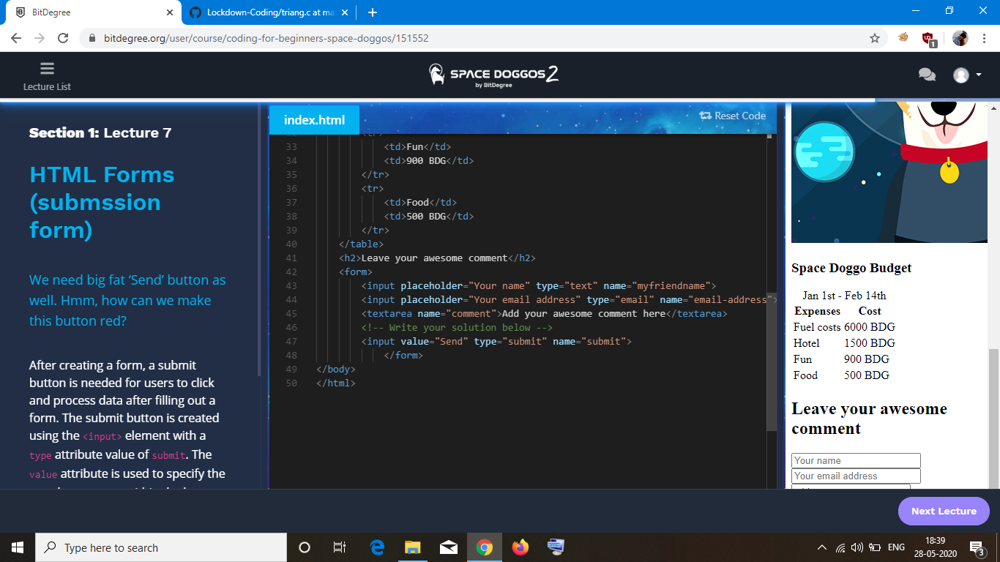 BitDegree
Lockdown-Coding/triang.c at ma
bitdegree.org/user/course/coding-for-beginners-space-doggos/151552
1
Lecture List
SPACE DOGGOS 2
by BitDegree
Section 1: Lecture 7
HTML Forms
(submssion
form)
We need big fat ‘Send’ button as
well. Hmm, how can we make
this button red?
After creating a form, a submit
button is needed for users to click
and process data after filling out a
form. The submit button is created
using the <input> element with a
type attribute value of submit. The
value attribute is used to specify the
index.html
Reset Code
32 <tr>
33 <td>Fun</td>
34 <td>900 BDG</td>
35 </tr>
36 <tr>
37 <td>Food</td>
38 <td>500 BDG</td>
39 </tr>
40 </table>
41 <h2>Leave your awesome comment</h2>
42 <form>
43 <input placeholder="Your name" type="text" name="myfriendname">
44 <input placeholder="Your email address" type="email" name="email-address">
45 <textarea name="comment">Add your awesome comment here</textarea>
46 <!-- Write your solution below -->
47 <input value="Send" type="submit" name="submit">
48 </form>
49 </body>
50 </html>
Space Doggo Budget
Jan 1st - Feb 14th
Expenses Cost
Fuel costs 6000 BDG
Hotel 1500 BDG
Fun 900 BDG
Food 500 BDG
Leave your awesome
comment
Your name
Your email address
Next Lecture
Type here to search
ENG
18:39
28-05-2020
3